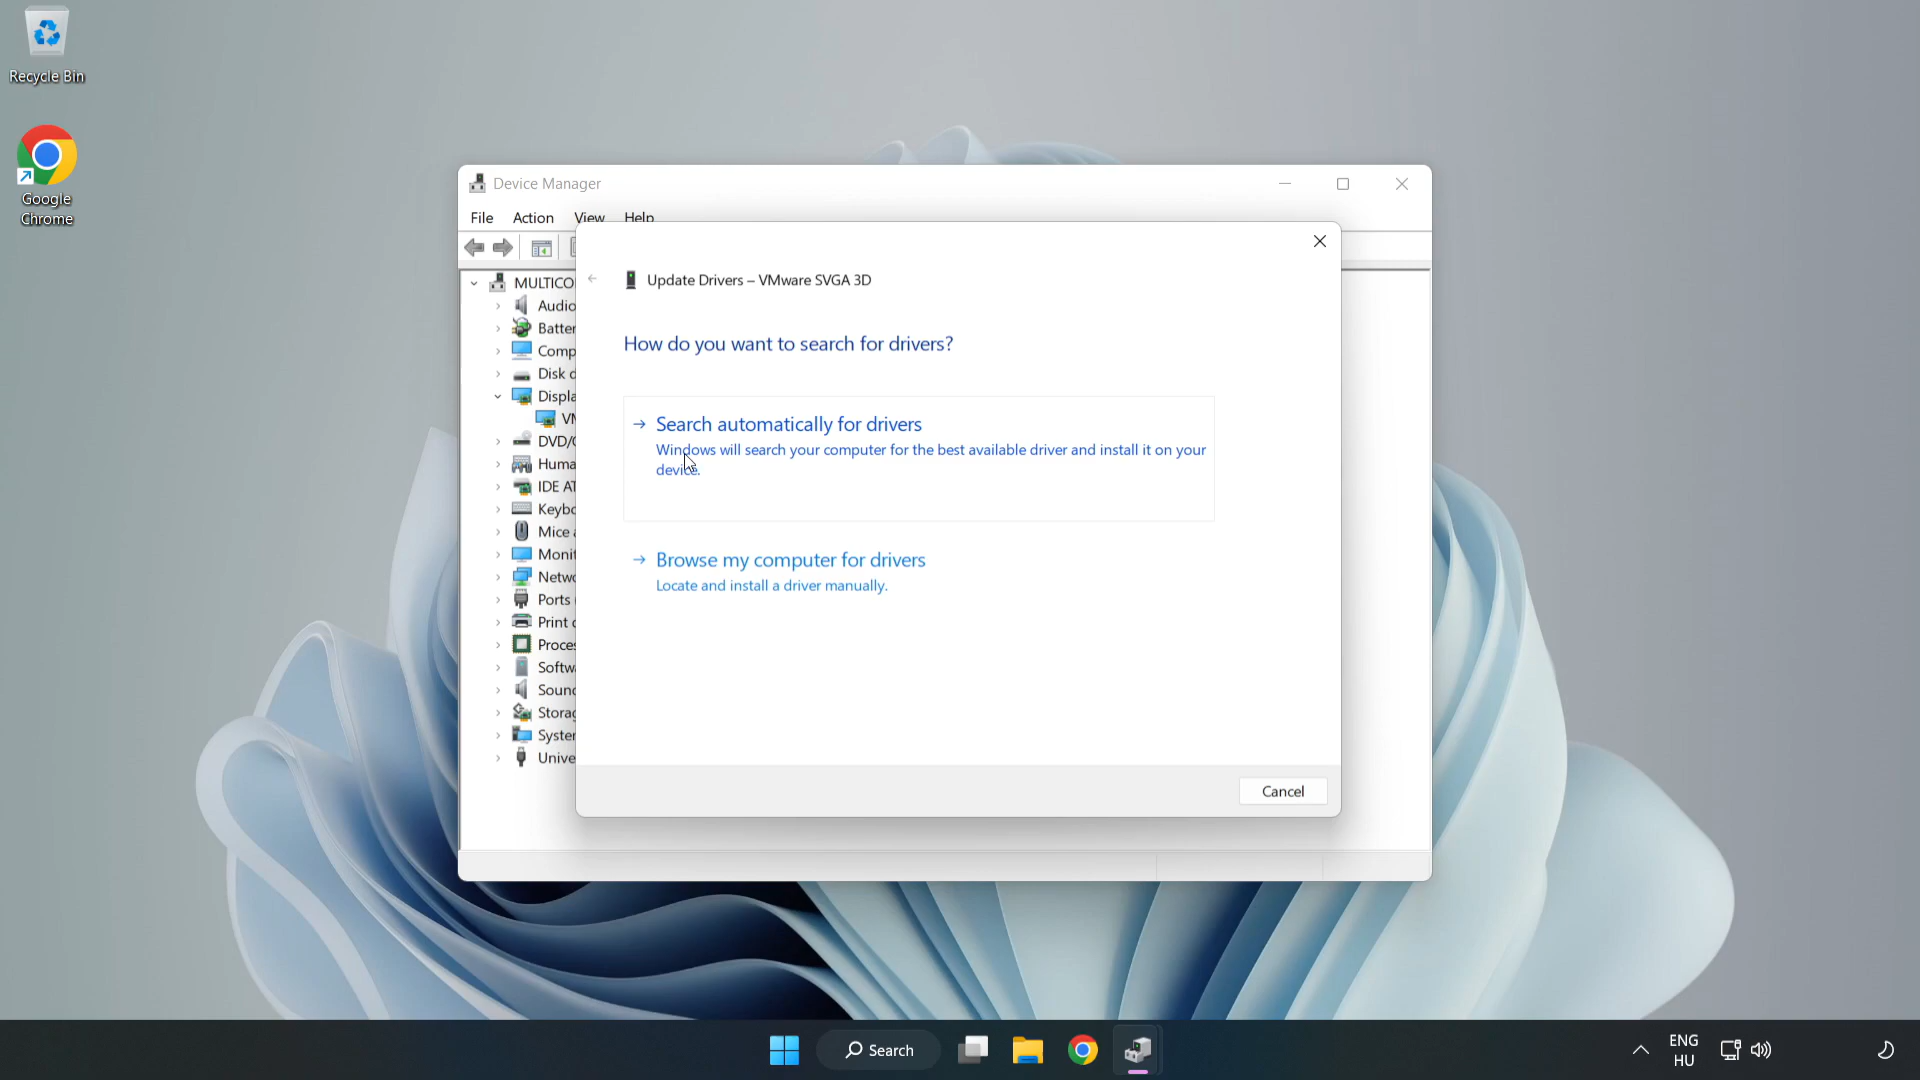 Recycle Bin
Google
Chrome
Device Manager
File Action View Help
Update Drivers – VMware SVGA 3D
How do you want to search for drivers?
Search automatically for drivers
Windows will search your computer for the best available driver and install it on your
device.
Browse my computer for drivers
Locate and install a driver manually.
Cancel
MULTICO
Audio
Batter
Comp
Disk d
Displa
VM
DVD/C
Huma
IDE AT
Keybo
Mice a
Monit
Netwo
Ports
Print c
Proces
Softwa
Sound
Storag
System
Unive
Search
ENG
HU